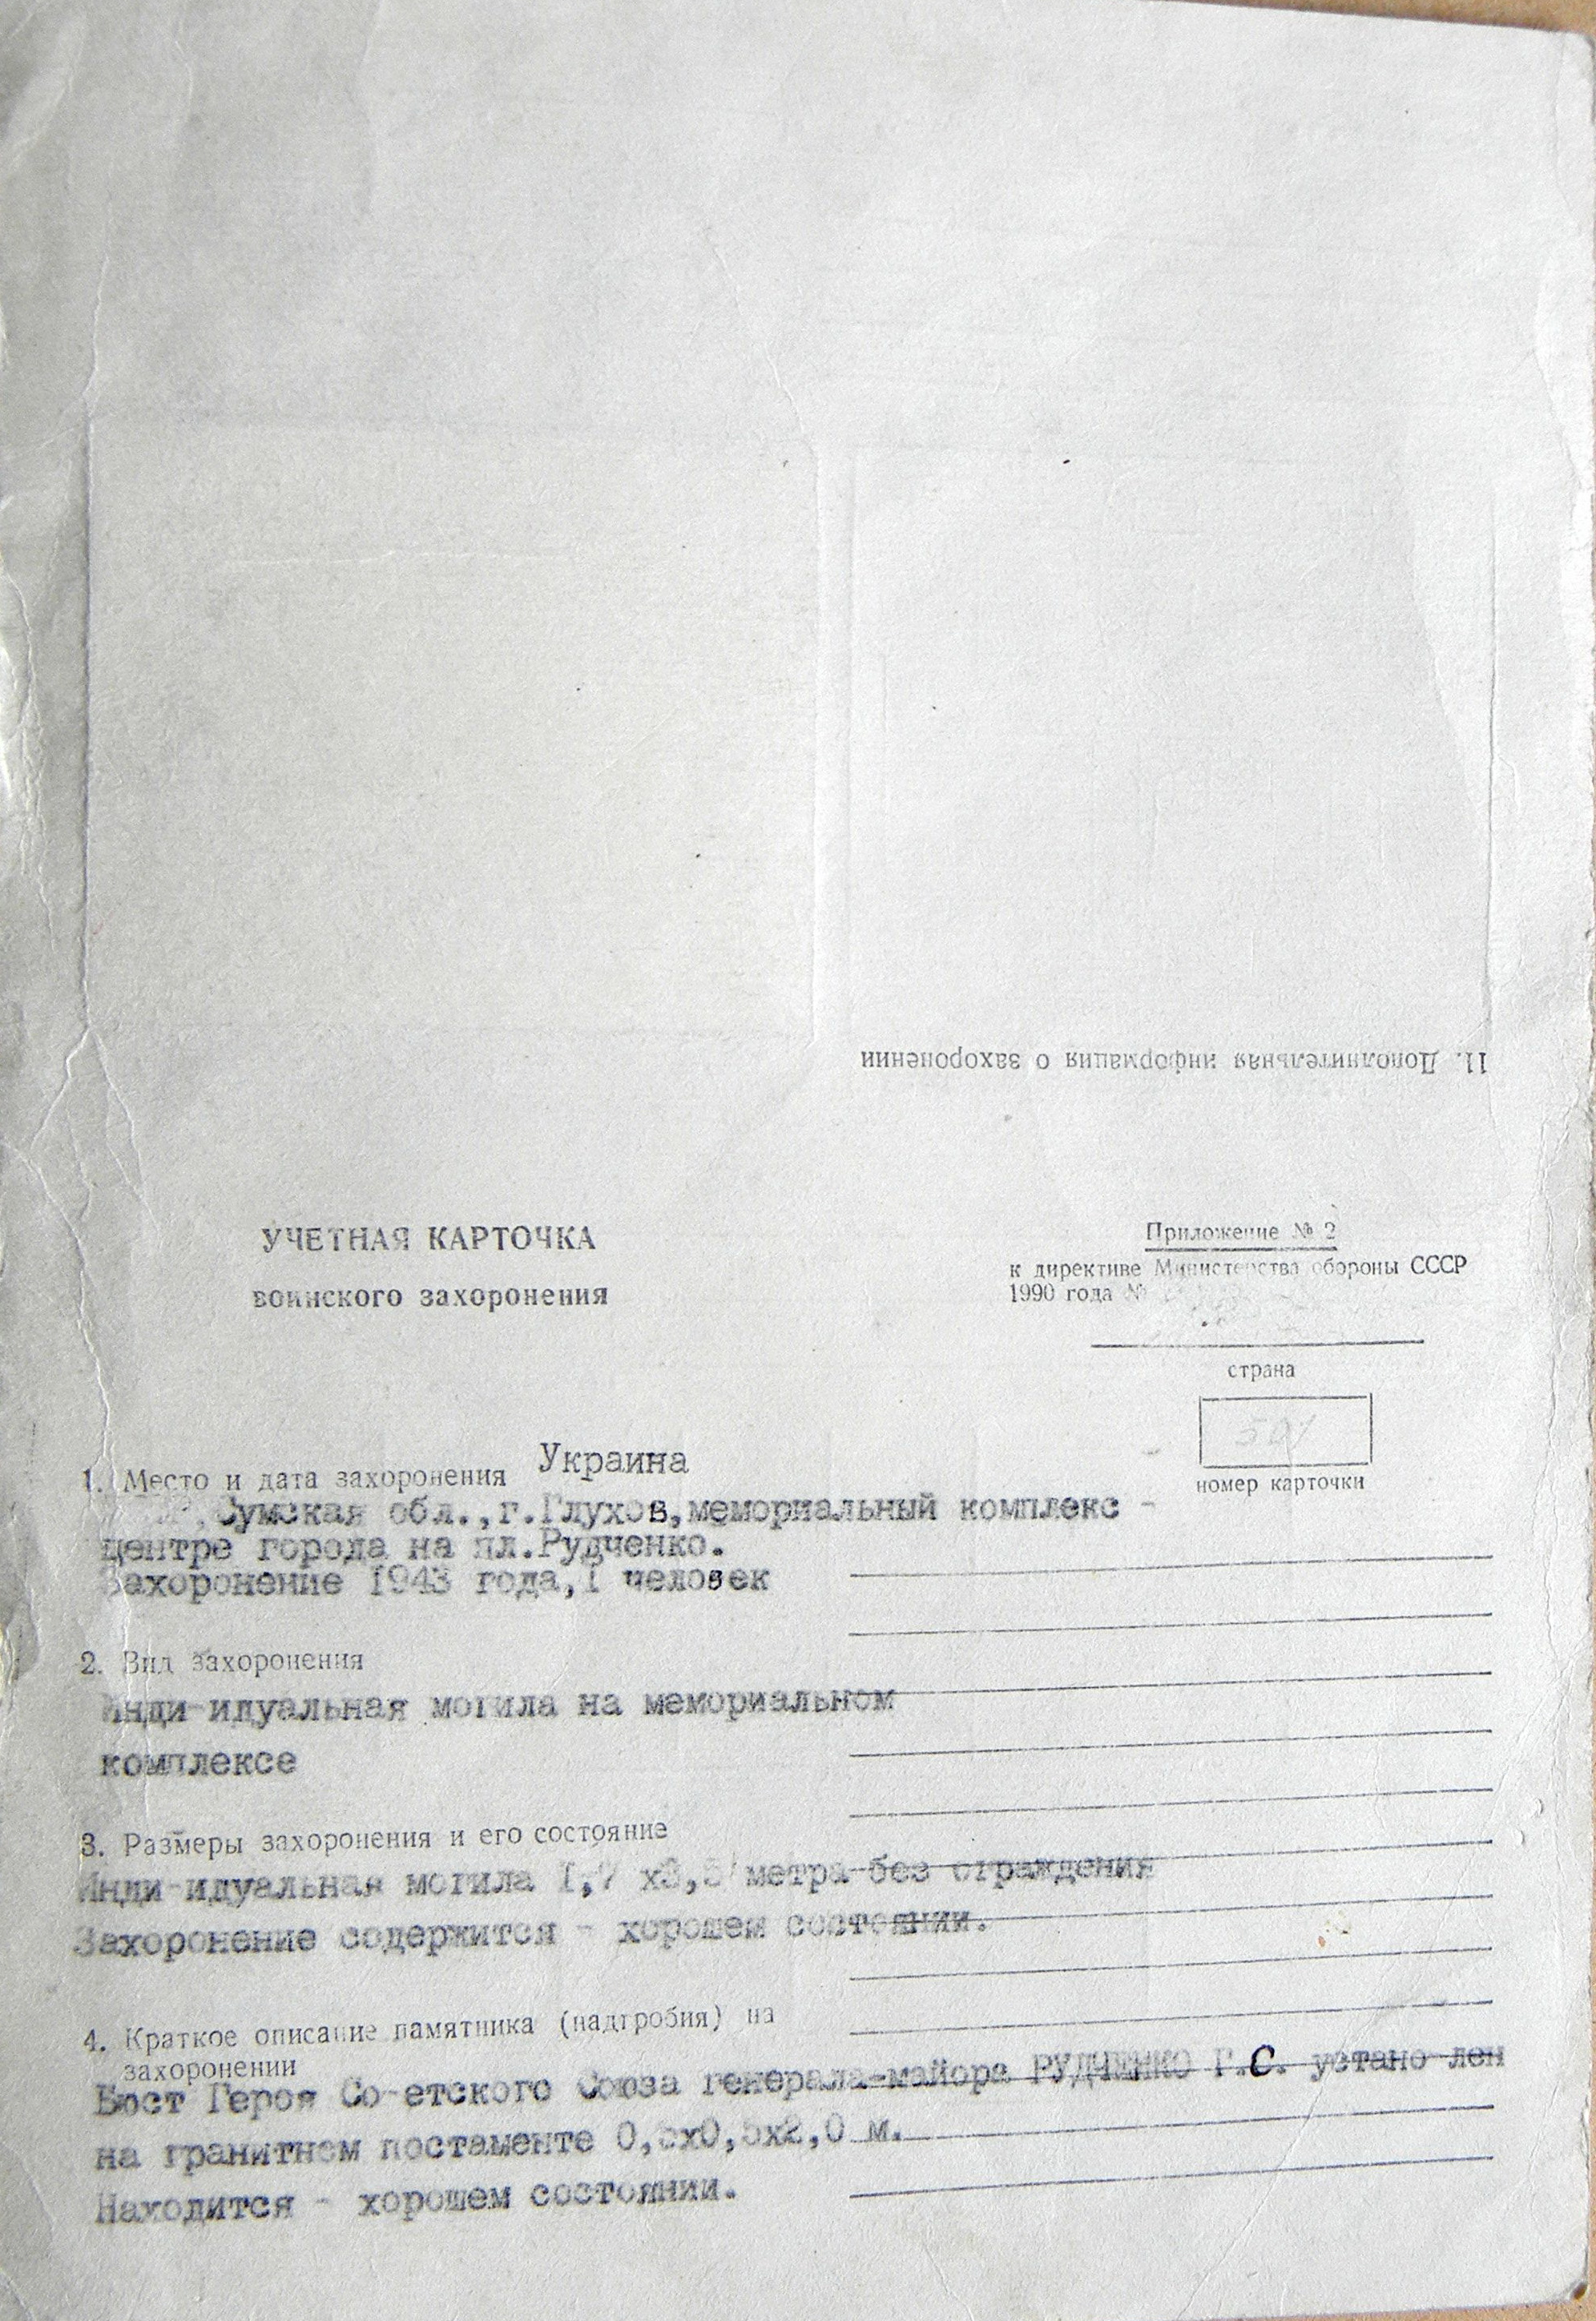 11. Дополнительная информация о захоронении
УЧЕТНАЯ КАРТОЧКА
воинского захоронения
Приложение № 2
к директиве Министерства обороны СССР
1990 года №
страна
номер карточки
1. Место и дата захоронения Украина
Сумская обл.,г.Глухов,мемориальный комплекс -
центре города на пл.Рудченко.
Захоронение 1943 года,I человек
2. Вид захоронения
Инди-идуальная могила на мемориальном
комплексе
3. Размеры захоронения и его состояние
Инди-идуальная могила I,7 х3,5 метра без ограждения
Захоронение содержится - хорошем состоянии.
4. Краткое описание памятника (надгробия) на
захоронении
Бюст Героя Со-етского Союза генерала-майора РУДЧЕНКО Г.С. устано-лен
на гранитном постаменте 0,5х0,5х2,0 м.
Находится - хорошем состоянии.